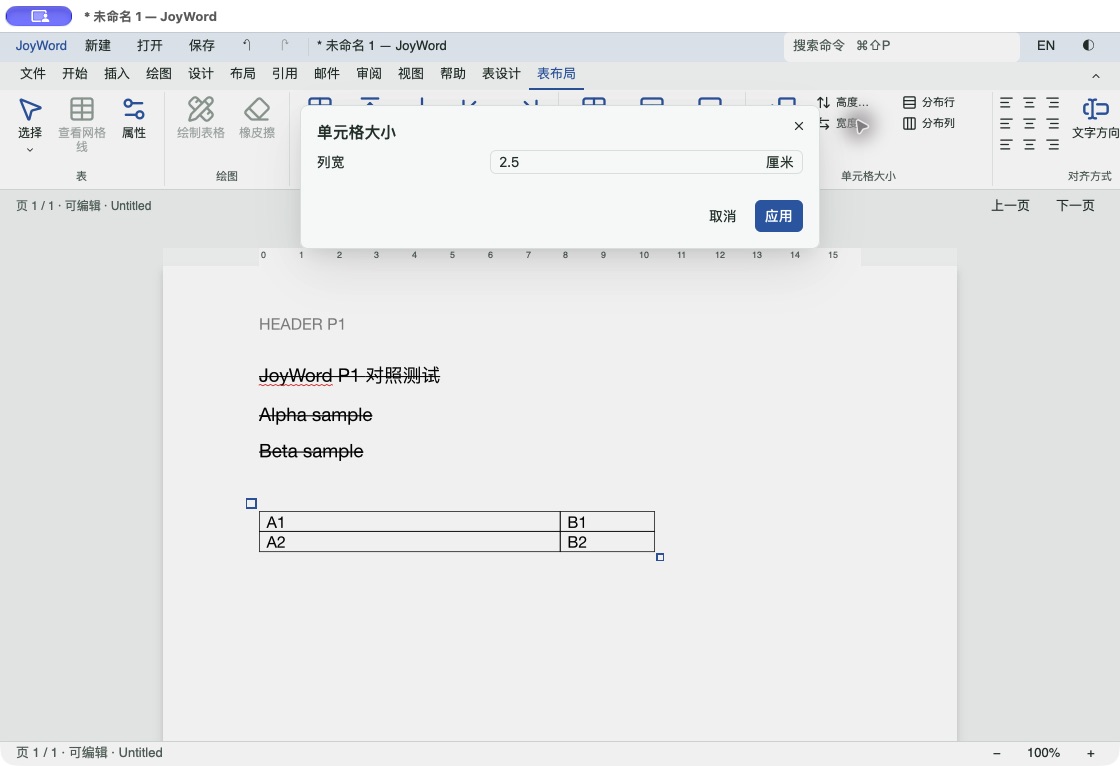 * 未命名 1 — JoyWord
JoyWord 新建 打开 保存 * 未命名 1 — JoyWord 搜索命令 ⌘⇧P EN
文件 开始 插入 绘图 设计 布局 引用 邮件 审阅 视图 帮助 表设计 表布局
选择 查看网格线 属性 绘制表格 橡皮擦
表 绘图
单元格大小
列宽 2.5 厘米
取消 应用
高度... 分布行
宽度 分布列
文字方向
单元格大小 对齐方式
页 1 / 1 · 可编辑 · Untitled 上一页 下一页
0 1 2 3 4 5 6 7 8 9 10 11 12 13 14 15
HEADER P1
JoyWord P1 对照测试
Alpha sample
Beta sample
A1 B1
A2 B2
页 1 / 1 · 可编辑 · Untitled − 100% +